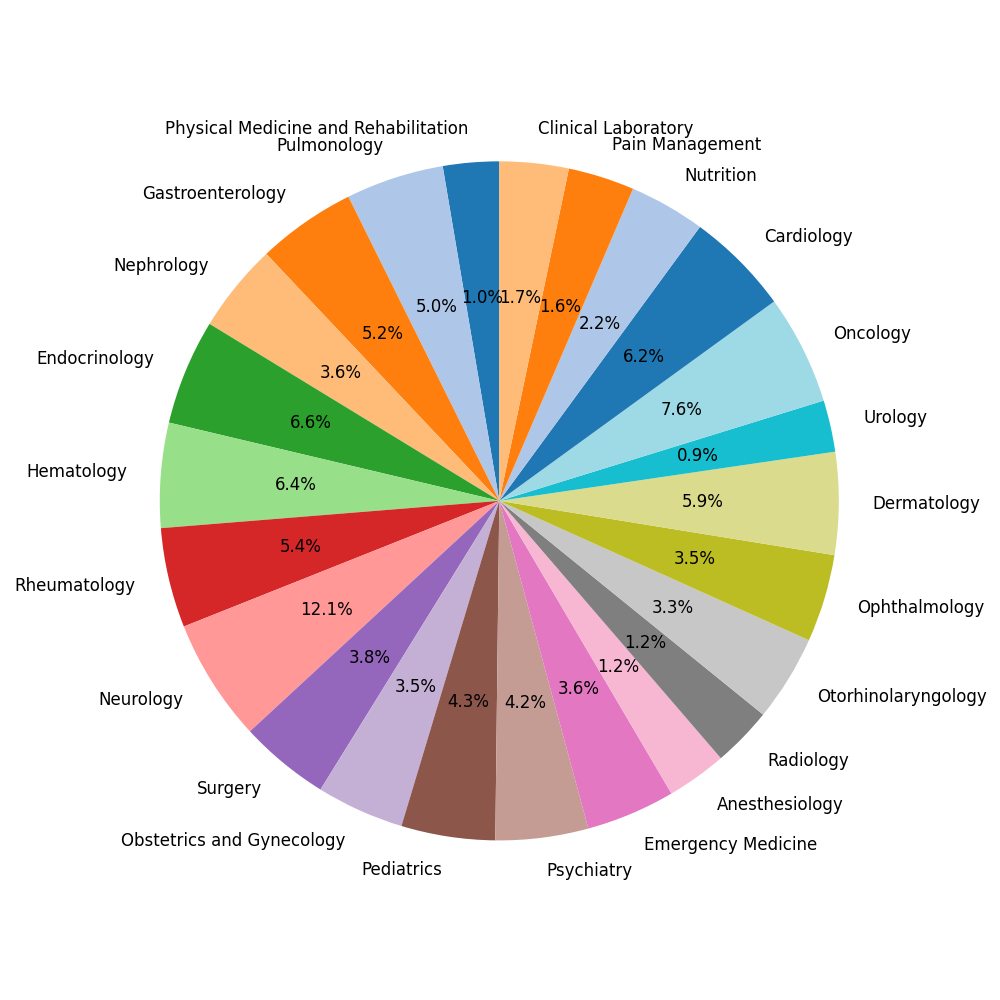 Physical Medicine and Rehabilitation
Clinical Laboratory
Pulmonology
Pain Management
Nutrition
Gastroenterology
Cardiology
Nephrology
1.0%
1.7%
5.0%
1.6%
2.2%
5.2%
Oncology
Endocrinology
6.2%
3.6%
7.6%
Urology
6.6%
0.9%
Hematology
6.4%
5.9%
Dermatology
5.4%
3.5%
Rheumatology
12.1%
3.3%
Ophthalmology
1.2%
3.8%
1.2%
3.5%
3.6%
Neurology
Otorhinolaryngology
4.3%
4.2%
Radiology
Surgery
Anesthesiology
Obstetrics and Gynecology
Emergency Medicine
Pediatrics
Psychiatry